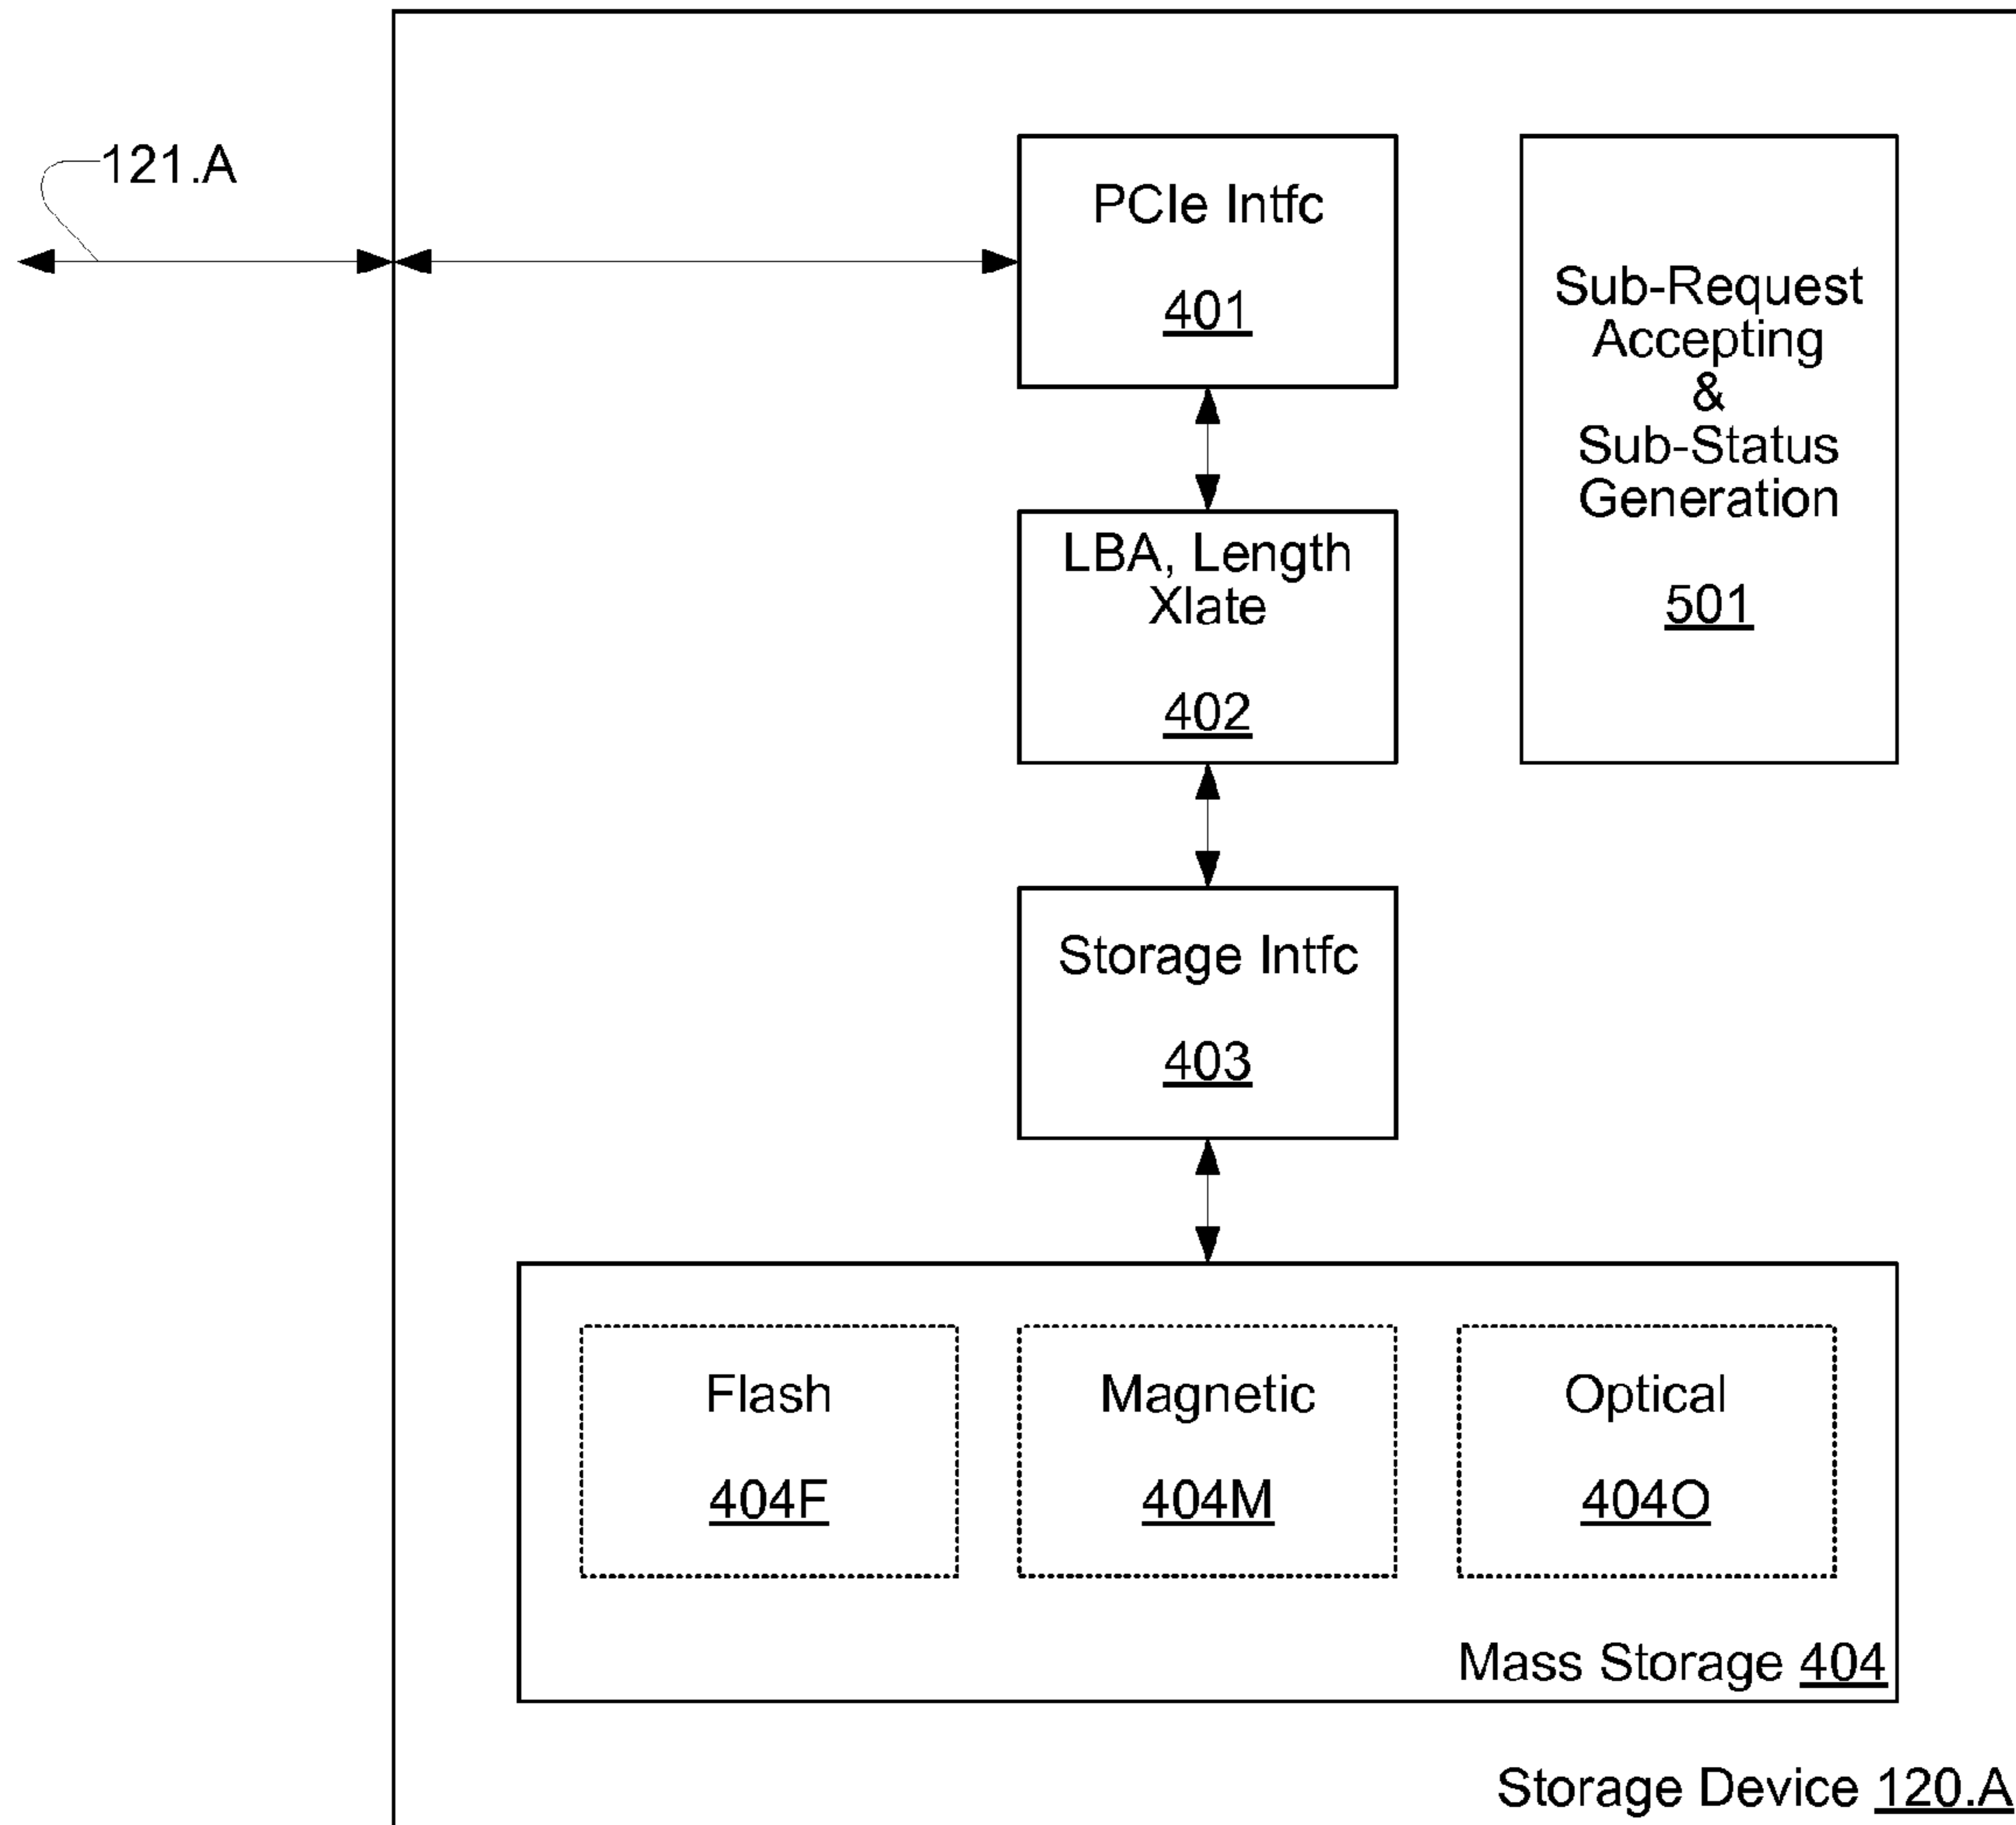 121.A
PCIe Intfc
401
Sub-Request
Accepting
&
Sub-Status
Generation
501
LBA, Length
Xlate
402
Storage Intfc
403
Flash
404F
Magnetic
404M
Optical
404O
Mass Storage 404
Storage Device 120.A